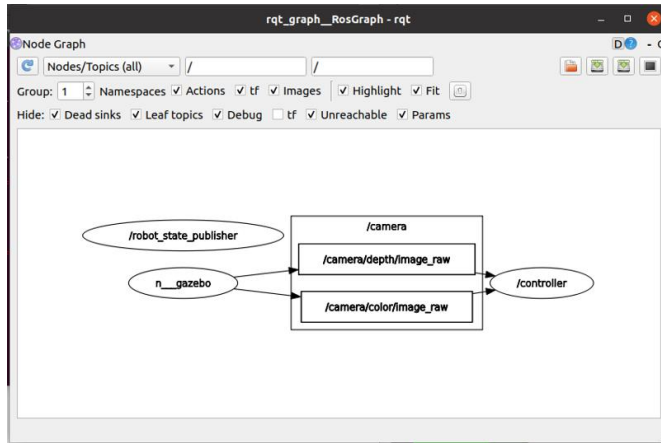 rqt_graph__RosGraph - rqt
Node Graph
D
Nodes/Topics (all) / /
Group: 1 Namespaces Actions tf Images Highlight Fit
Hide: Dead sinks Leaf topics Debug tf Unreachable Params
/camera
/robot_state_publisher
/camera/depth/image_raw
n___gazebo
/controller
/camera/color/image_raw